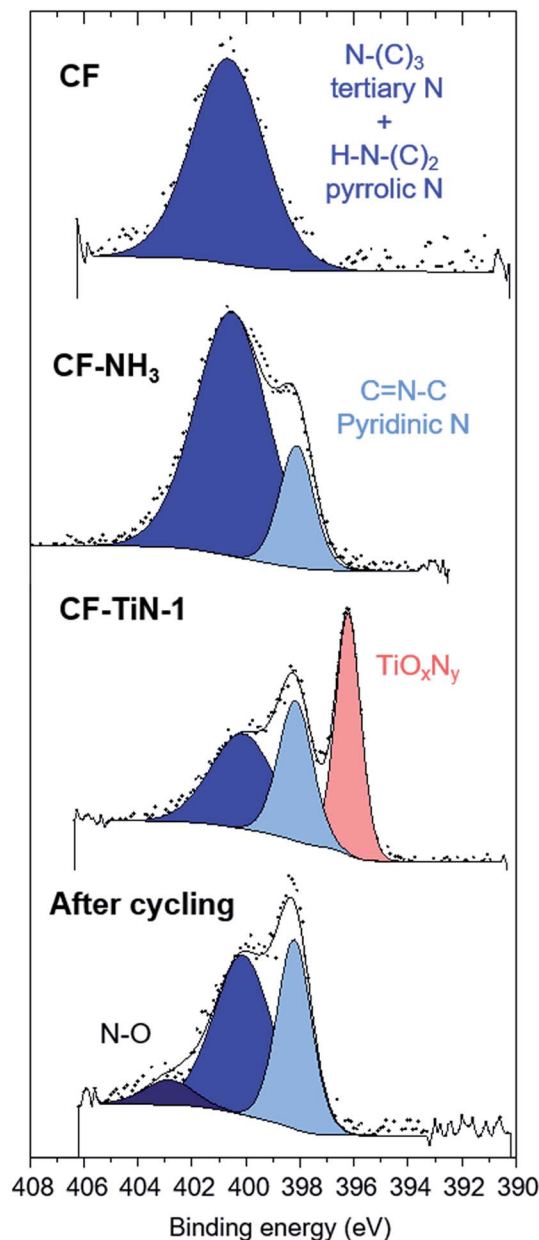 CF
N-(C)₃
tertiary N
+
H-N-(C)₂
pyrrolic N
CF-NH₃
C=N-C
Pyridinic N
CF-TiN-1
TiOₓNᵧ
After cycling
N-O
408 406 404 402 400 398 396 394 392 390
Binding energy (eV)